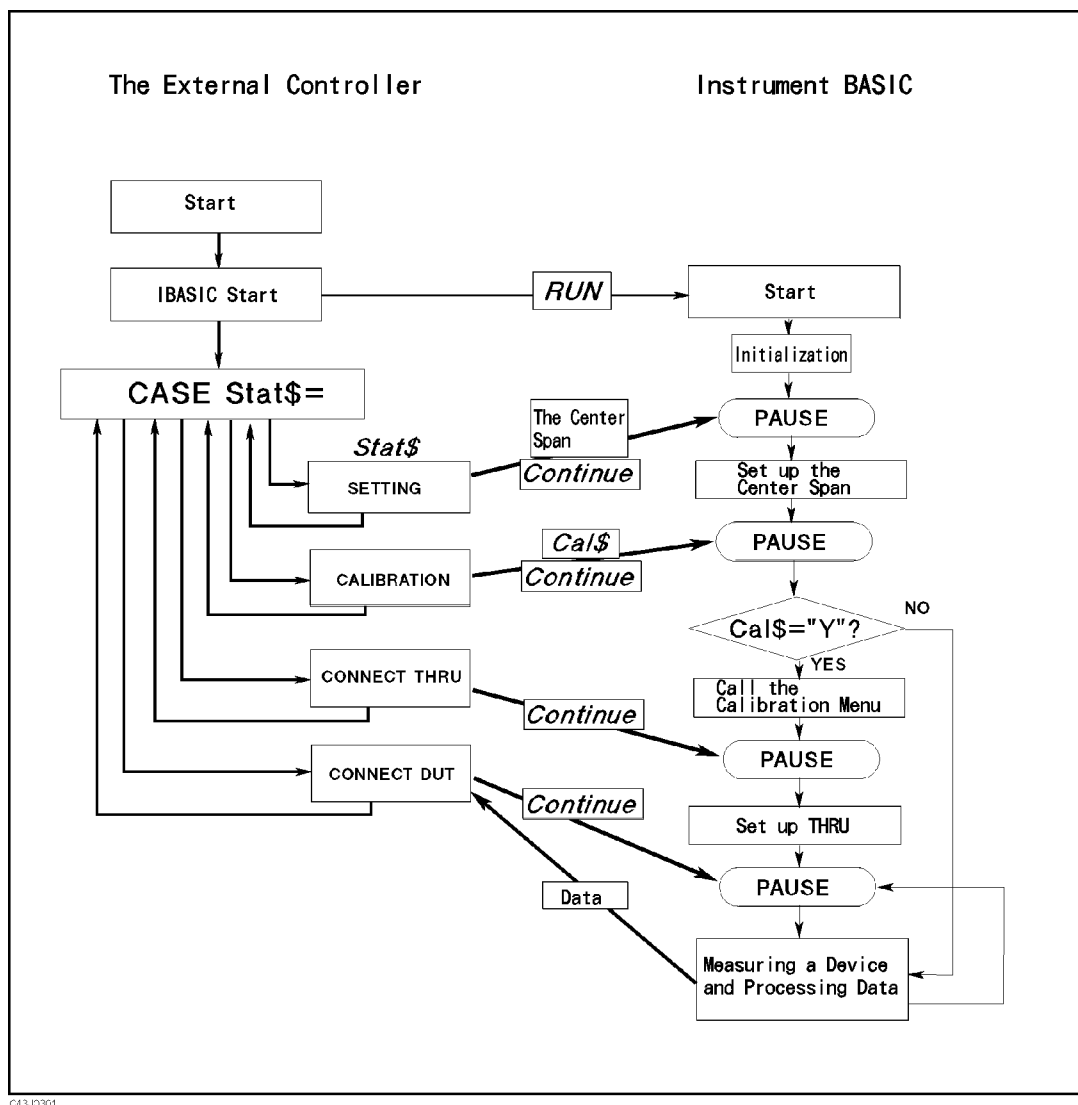 The External Controller
Instrument BASIC
Start
IBASIC Start
RUN
Start
Initialization
CASE Stat$=
The Center
Span
Continue
PAUSE
Stat$
SETTING
Set up the
Center Span
Cal$
Continue
PAUSE
CALIBRATION
Cal$="Y"?
NO
YES
CONNECT THRU
Call the
Calibration Menu
Continue
PAUSE
CONNECT DUT
Continue
Set up THRU
PAUSE
Data
Measuring a Device
and Processing Data